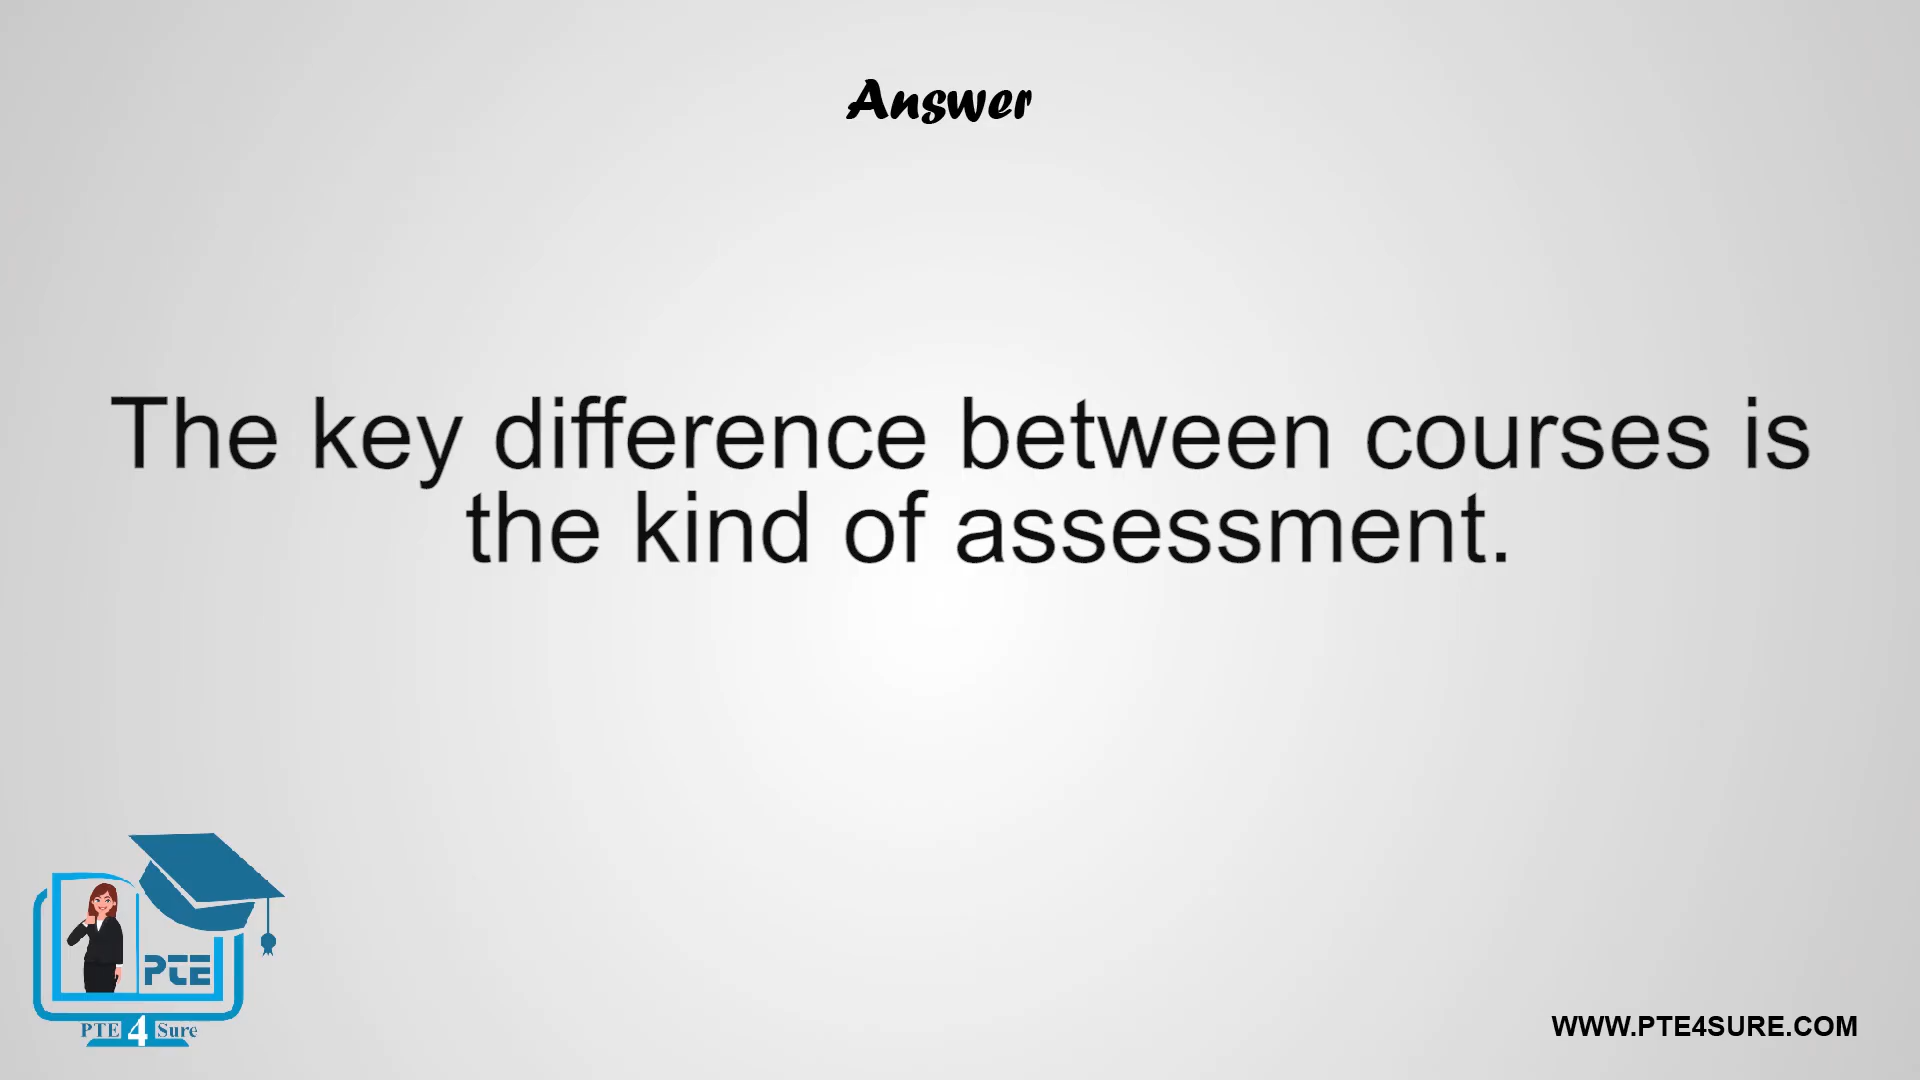 Answer
The key difference between courses is
the kind of assessment.
PTE
PTE 4 Sure
WWW.PTE4SURE.COM